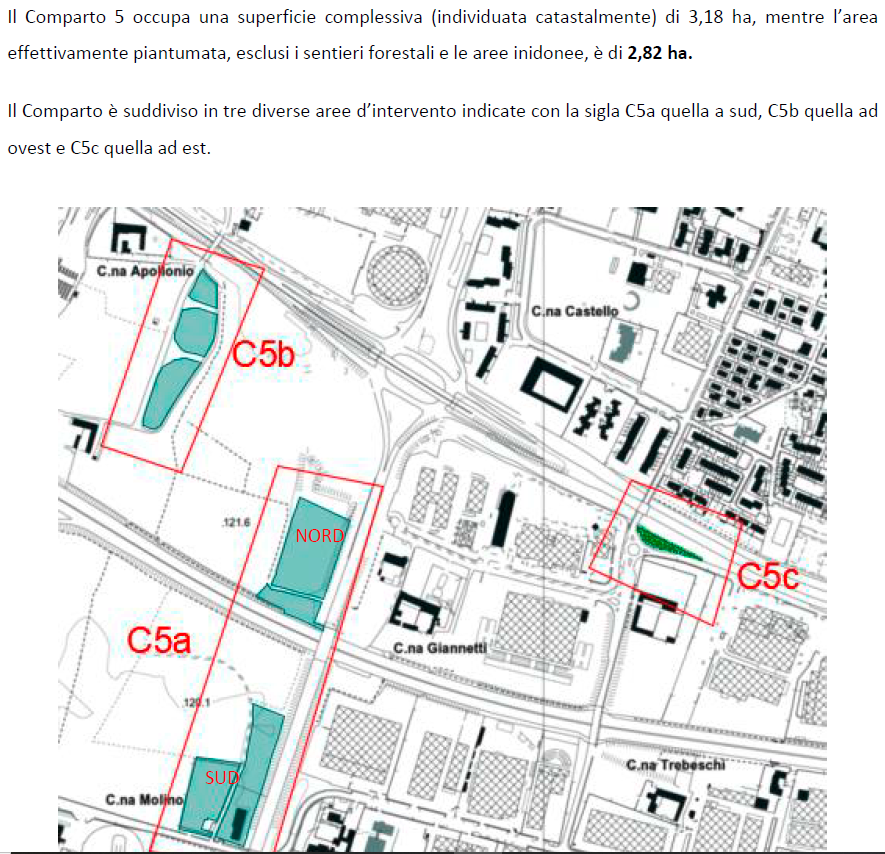 Il Comparto 5 occupa una superficie complessiva (individuata catastalmente) di 3,18 ha, mentre l'area
effettivamente piantumata, esclusi i sentieri forestali e le aree inidonee, è di 2,82 ha.
Il Comparto è suddiviso in tre diverse aree d'intervento indicate con la sigla C5a quella a sud, C5b quella ad
ovest e C5c quella ad est.
C.na Apollonio
C.na Castello
C5b
121.6
NORD
C5c
C5a
C.na Giannetti
120.1
C.na Trebeschi
SUD
C.na Molino